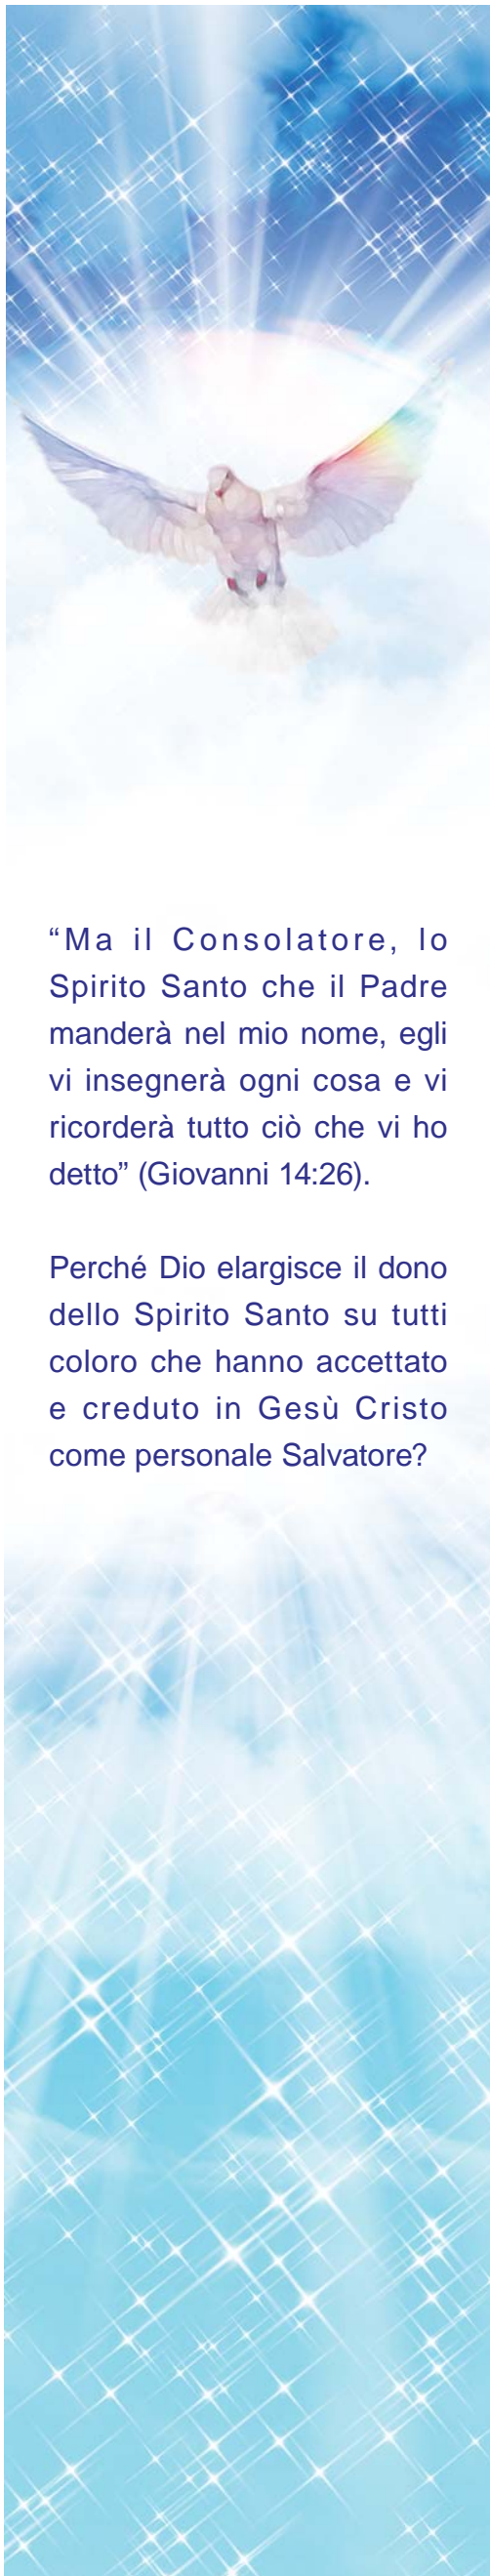 “Ma il Consolatore, lo
Spirito Santo che il Padre
manderà nel mio nome, egli
vi insegnerà ogni cosa e vi
ricorderà tutto ciò che vi ho
detto” (Giovanni 14:26).
Perché Dio elargisce il dono
dello Spirito Santo su tutti
coloro che hanno accettato
e creduto in Gesù Cristo
come personale Salvatore?